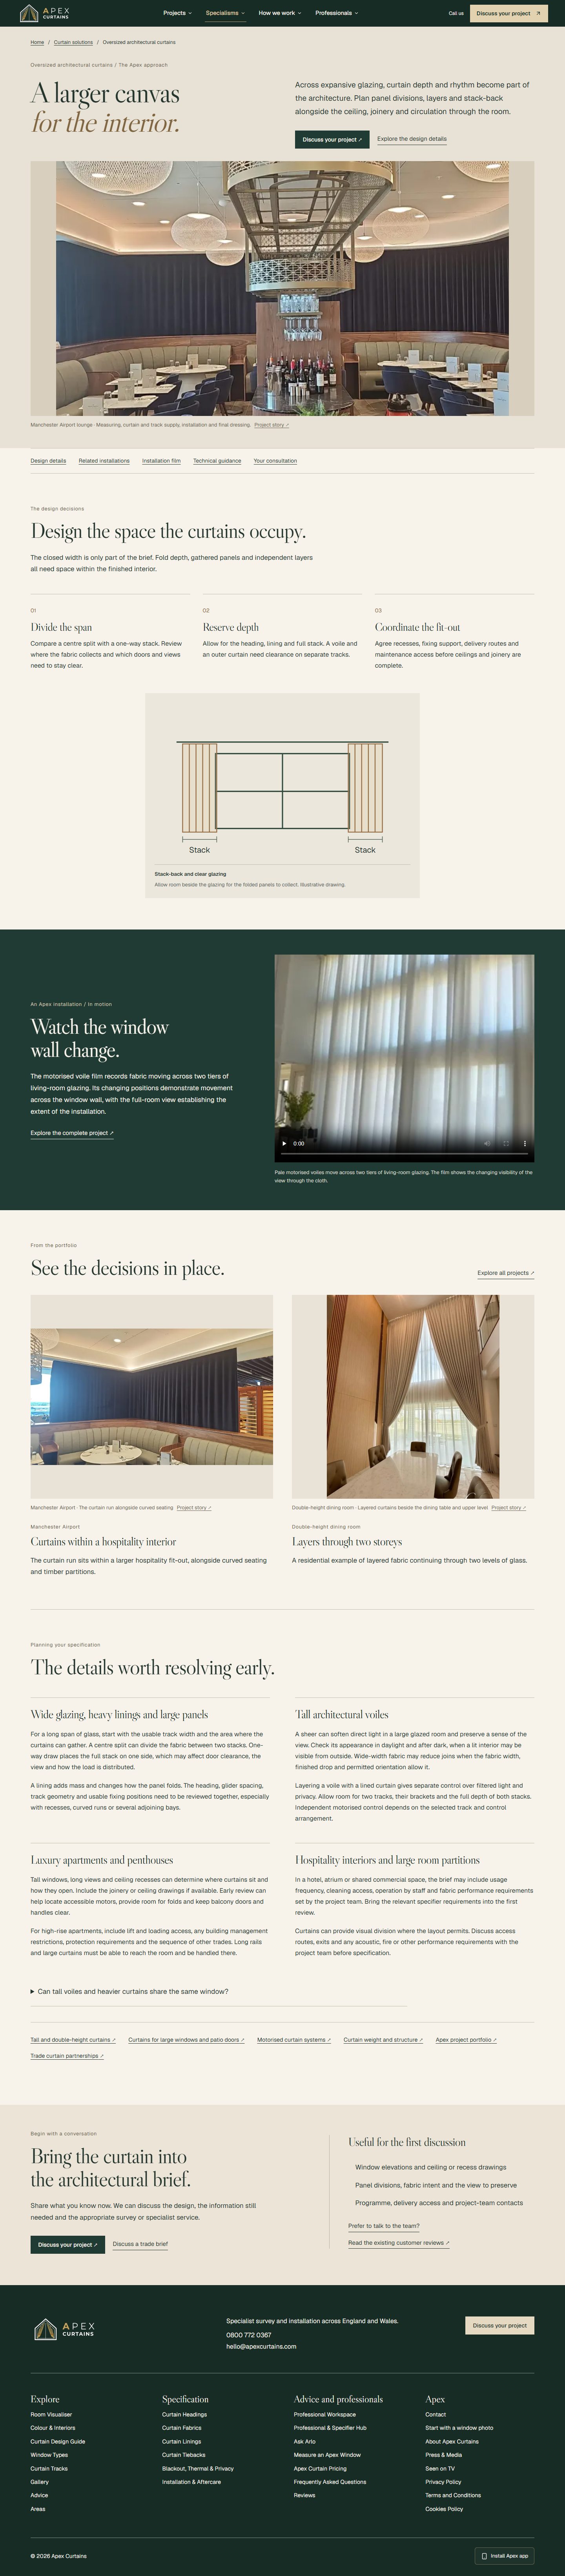 APEX
CURTAINS
Projects
Specialisms
How we work
Professionals
Call us
Discuss your project
Home / Curtain solutions / Oversized architectural curtains
Oversized architectural curtains / The Apex approach
A larger canvas
for the interior.
Across expansive glazing, curtain depth and rhythm become part of
the architecture. Plan panel divisions, layers and stack-back
alongside the ceiling, joinery and circulation through the room.
Discuss your project ↗
Explore the design details
Manchester Airport lounge · Measuring, curtain and track supply, installation and final dressing. Project story ↗
Design details
Related installations
Installation film
Technical guidance
Your consultation
The design decisions
Design the space the curtains occupy.
The closed width is only part of the brief. Fold depth, gathered panels and independent layers
all need space within the finished interior.
01
Divide the span
Compare a centre split with a one-way stack. Review
where the fabric collects and which doors and views
need to stay clear.
02
Reserve depth
Allow for the heading, lining and full stack. A voile and
an outer curtain need clearance on separate tracks.
03
Coordinate the fit-out
Agree recesses, fixing support, delivery routes and
maintenance access before ceilings and joinery are
complete.
Stack
Stack
Stack-back and clear glazing
Allow room beside the glazing for the folded panels to collect. Illustrative drawing.
An Apex installation / In motion
Watch the window
wall change.
The motorised voile film records fabric moving across two tiers of
living-room glazing. Its changing positions demonstrate movement
across the window wall, with the full-room view establishing the
extent of the installation.
Explore the complete project ↗
0:00
Pale motorised voiles move across two tiers of living-room glazing. The film shows the changing visibility of the
view through the cloth.
From the portfolio
See the decisions in place.
Explore all projects ↗
Manchester Airport · The curtain run alongside curved seating Project story ↗
Manchester Airport
Curtains within a hospitality interior
The curtain run sits within a larger hospitality fit-out, alongside curved seating
and timber partitions.
Double-height dining room · Layered curtains beside the dining table and upper level Project story ↗
Double-height dining room
Layers through two storeys
A residential example of layered fabric continuing through two levels of glass.
Planning your specification
The details worth resolving early.
Wide glazing, heavy linings and large panels
For a long span of glass, start with the usable track width and the area where the
curtains can gather. A centre split can divide the fabric between two stacks. One-
way draw places the full stack on one side, which may affect door clearance, the
view and how the load is distributed.
A lining adds mass and changes how the panel folds. The heading, glider spacing,
track geometry and usable fixing positions need to be reviewed together, especially
with recesses, curved runs or several adjoining bays.
Tall architectural voiles
A sheer can soften direct light in a large glazed room and preserve a sense of the
view. Check its appearance in daylight and after dark, when a lit interior may be
visible from outside. Wide-width fabric may reduce joins when the fabric width,
finished drop and permitted orientation allow it.
Layering a voile with a lined curtain gives separate control over filtered light and
privacy. Allow room for two tracks, their brackets and the full depth of both stacks.
Independent motorised control depends on the selected track and control
arrangement.
Luxury apartments and penthouses
Tall windows, long views and ceiling recesses can determine where curtains sit and
how they open. Include the joinery or ceiling drawings if available. Early review can
help locate accessible motors, provide room for folds and keep balcony doors and
handles clear.
For high-rise apartments, include lift and loading access, any building management
restrictions, protection requirements and the sequence of other trades. Long rails
and large curtains must be able to reach the room and be handled there.
Hospitality interiors and large room partitions
In a hotel, atrium or shared commercial space, the brief may include usage
frequency, cleaning access, operation by staff and fabric performance requirements
set by the project team. Bring the relevant specifier requirements into the first
review.
Curtains can provide visual division where the layout permits. Discuss access
routes, exits and any acoustic, fire or other performance requirements with the
project team before specification.
Can tall voiles and heavier curtains share the same window?
Tall and double-height curtains ↗
Curtains for large windows and patio doors ↗
Motorised curtain systems ↗
Curtain weight and structure ↗
Apex project portfolio ↗
Trade curtain partnerships ↗
Begin with a conversation
Bring the curtain into
the architectural brief.
Share what you know now. We can discuss the design, the information still
needed and the appropriate survey or specialist service.
Discuss your project ↗
Discuss a trade brief
Useful for the first discussion
Window elevations and ceiling or recess drawings
Panel divisions, fabric intent and the view to preserve
Programme, delivery access and project-team contacts
Prefer to talk to the team?
Read the existing customer reviews ↗
APEX
CURTAINS
Specialist survey and installation across England and Wales.
0800 772 0367
hello@apexcurtains.com
Discuss your project
Explore
Room Visualiser
Colour & Interiors
Curtain Design Guide
Window Types
Curtain Tracks
Gallery
Advice
Areas
Specification
Curtain Headings
Curtain Fabrics
Curtain Linings
Curtain Tiebacks
Blackout, Thermal & Privacy
Installation & Aftercare
Advice and professionals
Professional Workspace
Professional & Specifier Hub
Ask Arlo
Measure an Apex Window
Apex Curtain Pricing
Frequently Asked Questions
Reviews
Apex
Contact
Start with a window photo
About Apex Curtains
Press & Media
Seen on TV
Privacy Policy
Terms and Conditions
Cookies Policy
© 2026 Apex Curtains
Install Apex app